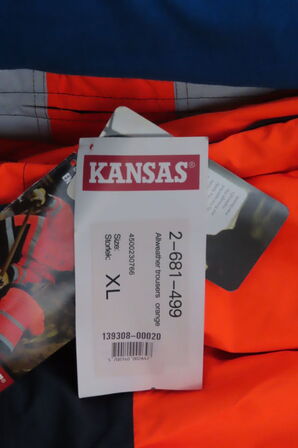 KANSAS
2-681-499
Allweather trousers orange
4500230766
Size:
Storlek:
XL
139308-00020